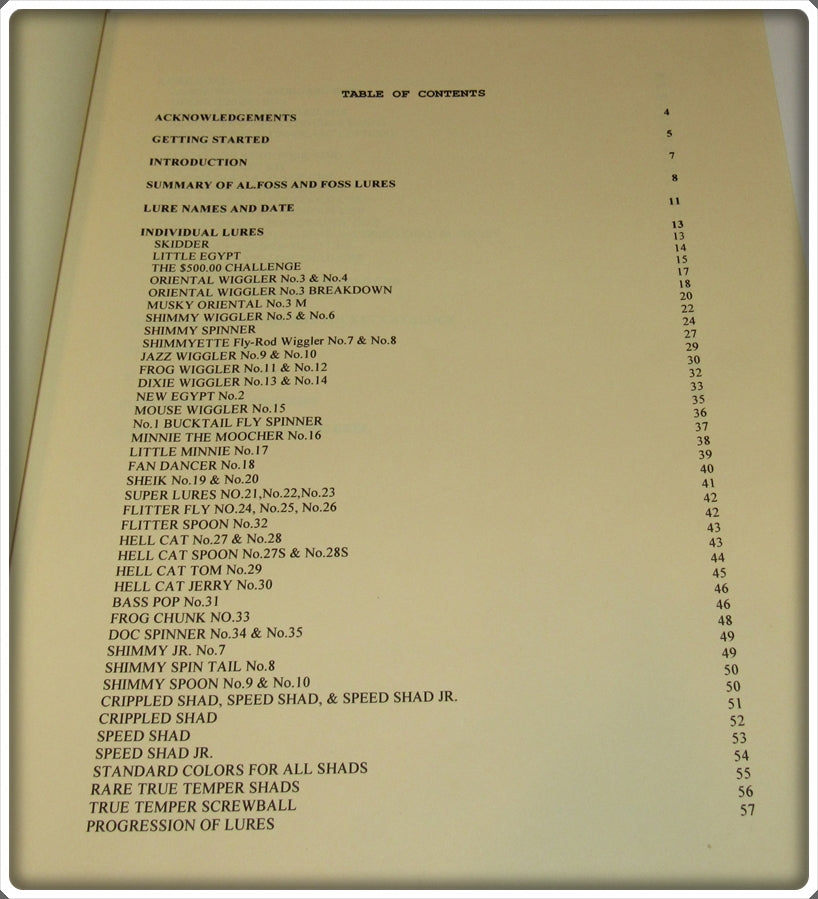 TABLE OF CONTENTS
ACKNOWLEDGEMENTS 4
GETTING STARTED 5
INTRODUCTION 7
SUMMARY OF AL.FOSS AND FOSS LURES 8
LURE NAMES AND DATE 11
INDIVIDUAL LURES 13
SKIDDER 13
LITTLE EGYPT 14
THE $500.00 CHALLENGE 15
ORIENTAL WIGGLER No.3 & No.4 17
ORIENTAL WIGGLER No.3 BREAKDOWN 18
MUSKY ORIENTAL No.3 M 20
SHIMMY WIGGLER No.5 & No.6 22
SHIMMY SPINNER 24
SHIMMYETTE Fly-Rod Wiggler No.7 & No.8 27
JAZZ WIGGLER No.9 & No.10 29
FROG WIGGLER No.11 & No.12 30
DIXIE WIGGLER No.13 & No.14 32
NEW EGYPT No.2 33
MOUSE WIGGLER No.15 35
No.1 BUCKTAIL FLY SPINNER 36
MINNIE THE MOOCHER No.16 37
LITTLE MINNIE No.17 38
FAN DANCER No.18 39
SHEIK No.19 & No.20 40
SUPER LURES NO.21,No.22,No.23 41
FLITTER FLY NO.24, No.25, No.26 42
FLITTER SPOON No.32 42
HELL CAT No.27 & No.28 43
HELL CAT SPOON No.27S & No.28S 43
HELL CAT TOM No.29 44
HELL CAT JERRY No.30 45
BASS POP No.31 46
FROG CHUNK NO.33 46
DOC SPINNER No.34 & No.35 48
SHIMMY JR. No.7 49
SHIMMY SPIN TAIL No.8 49
SHIMMY SPOON No.9 & No.10 50
CRIPPLED SHAD, SPEED SHAD, & SPEED SHAD JR. 50
CRIPPLED SHAD 51
SPEED SHAD 52
SPEED SHAD JR. 53
STANDARD COLORS FOR ALL SHADS 54
RARE TRUE TEMPER SHADS 55
TRUE TEMPER SCREWBALL 56
PROGRESSION OF LURES 57